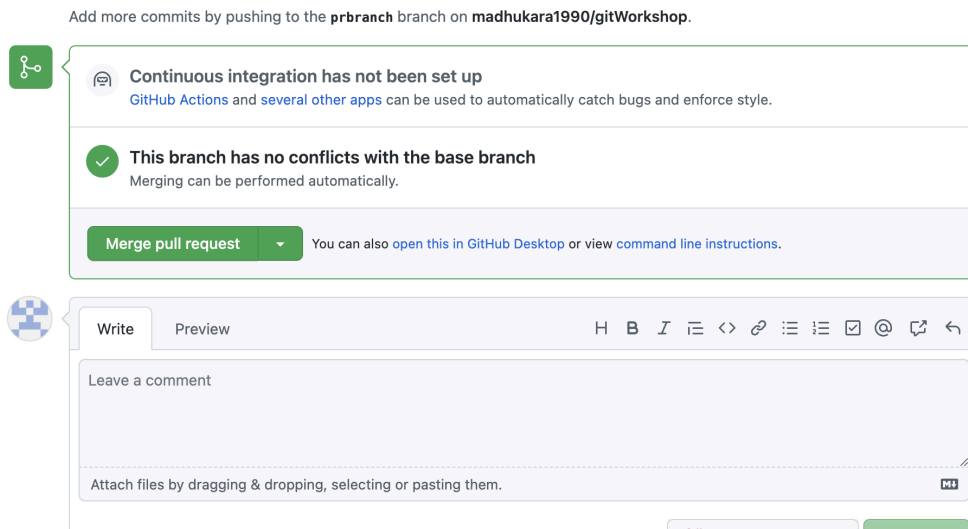 Add more commits by pushing to the prbranch branch on madhukara1990/gitWorkshop.
Continuous integration has not been set up
GitHub Actions and several other apps can be used to automatically catch bugs and enforce style.
This branch has no conflicts with the base branch
Merging can be performed automatically.
Merge pull request You can also open this in GitHub Desktop or view command line instructions.
Write Preview
Leave a comment
Attach files by dragging & dropping, selecting or pasting them.